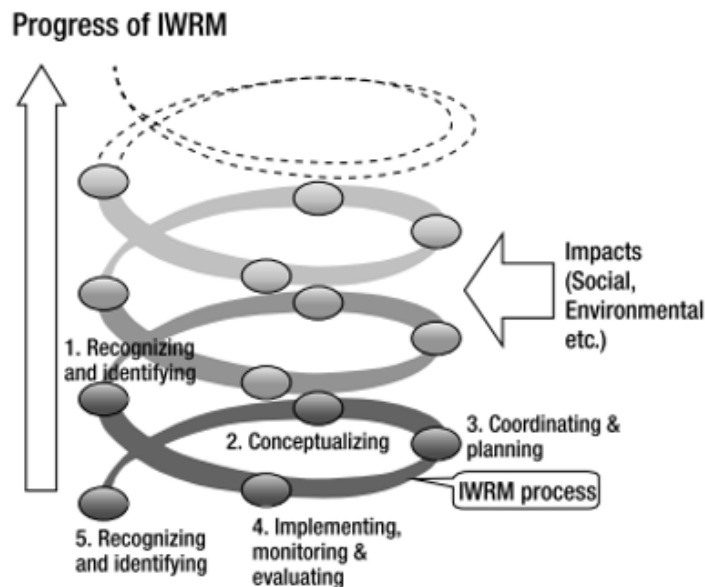 Progress of IWRM
Impacts
(Social,
Environmental
etc.)
1. Recognizing
and identifying
2. Conceptualizing
3. Coordinating &
planning
IWRM process
5. Recognizing
and identifying
4. Implementing,
monitoring &
evaluating